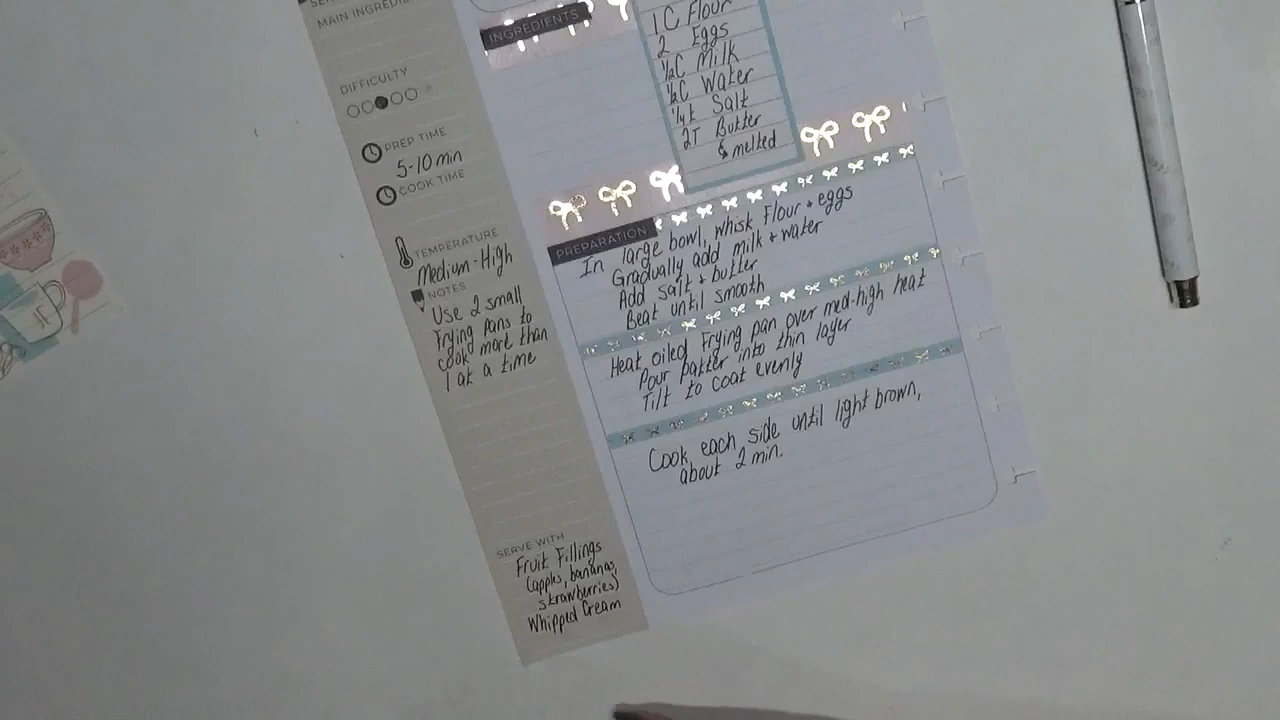 MAIN INGREDI
DIFFICULTY
PREP TIME
5-10 min
COOK TIME
TEMPERATURE
Medium-High
NOTES
Use 2 small
Frying pans to
cook more than
1 at a time
SERVE WITH
Fruit Fillings
(apples, bananas,
strawberries)
Whipped Cream
INGREDIENTS
1 C Flour
2 Eggs
½C Milk
½C Water
¼t Salt
2T Butter
↳ melted
PREPARATION
In large bowl, whisk Flour + eggs
Gradually add milk + water
Add salt + butter
Beat until smooth
Heat oiled Frying pan over med-high heat
Pour batter into thin layer
Tilt to coat evenly
Cook each side until light brown,
about 2 min.